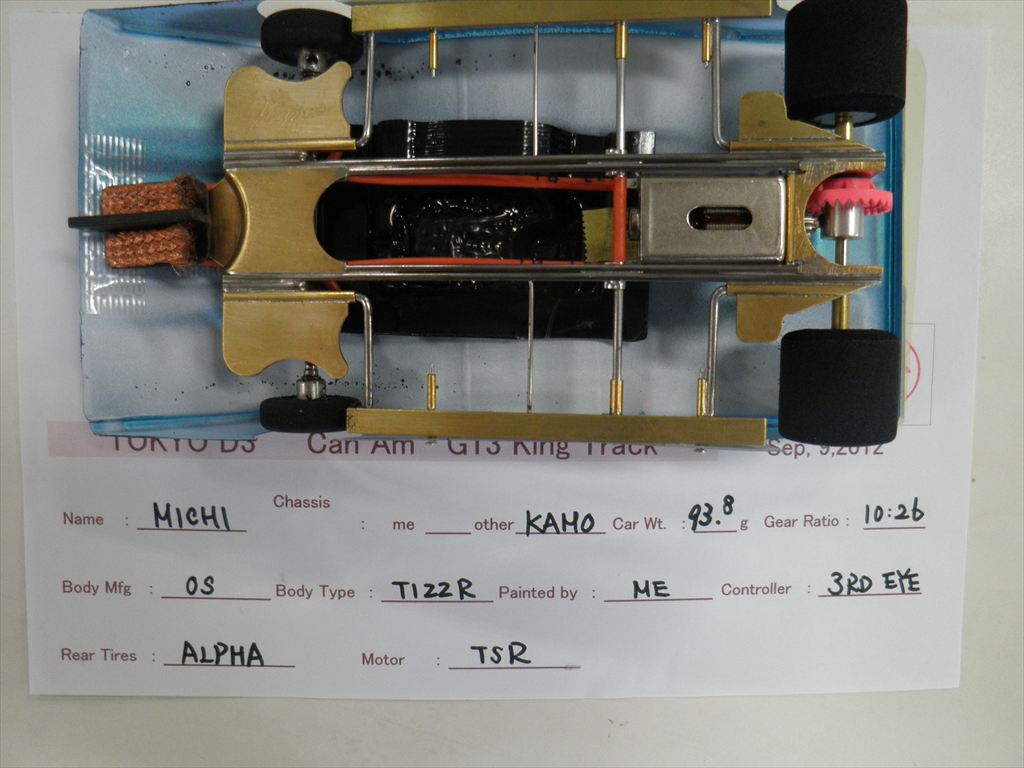 TOKYO D3 Can Am - GT3 King Track Sep, 9,2012
Chassis
Name : MICHI : me ___ other KAMO Car Wt. : 93.8 g Gear Ratio : 10:26
Body Mfg : OS Body Type : T122R Painted by : ME Controller : 3RD EYE
Rear Tires : ALPHA Motor : TSR